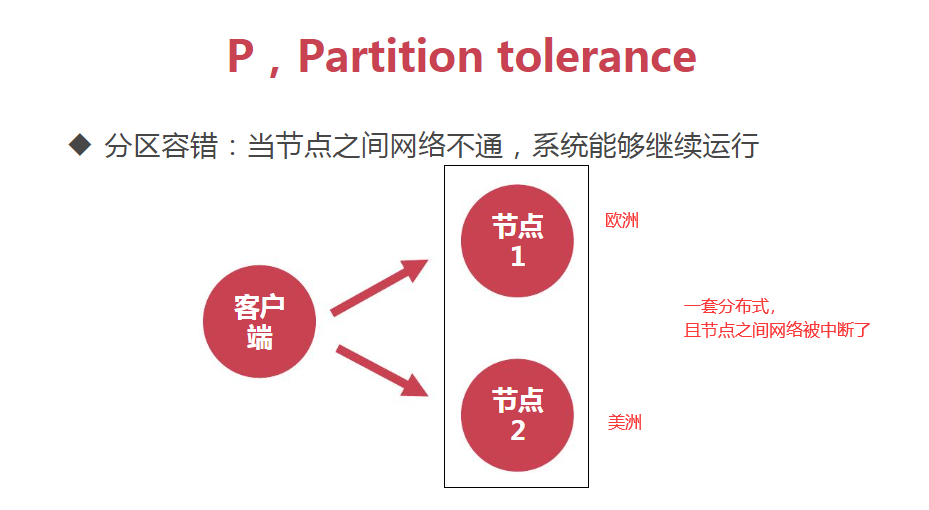 P，Partition tolerance
◆ 分区容错：当节点之间网络不通，系统能够继续运行
节点
1
欧洲
客户
端
一套分布式，
且节点之间网络被中断了
节点
2
美洲